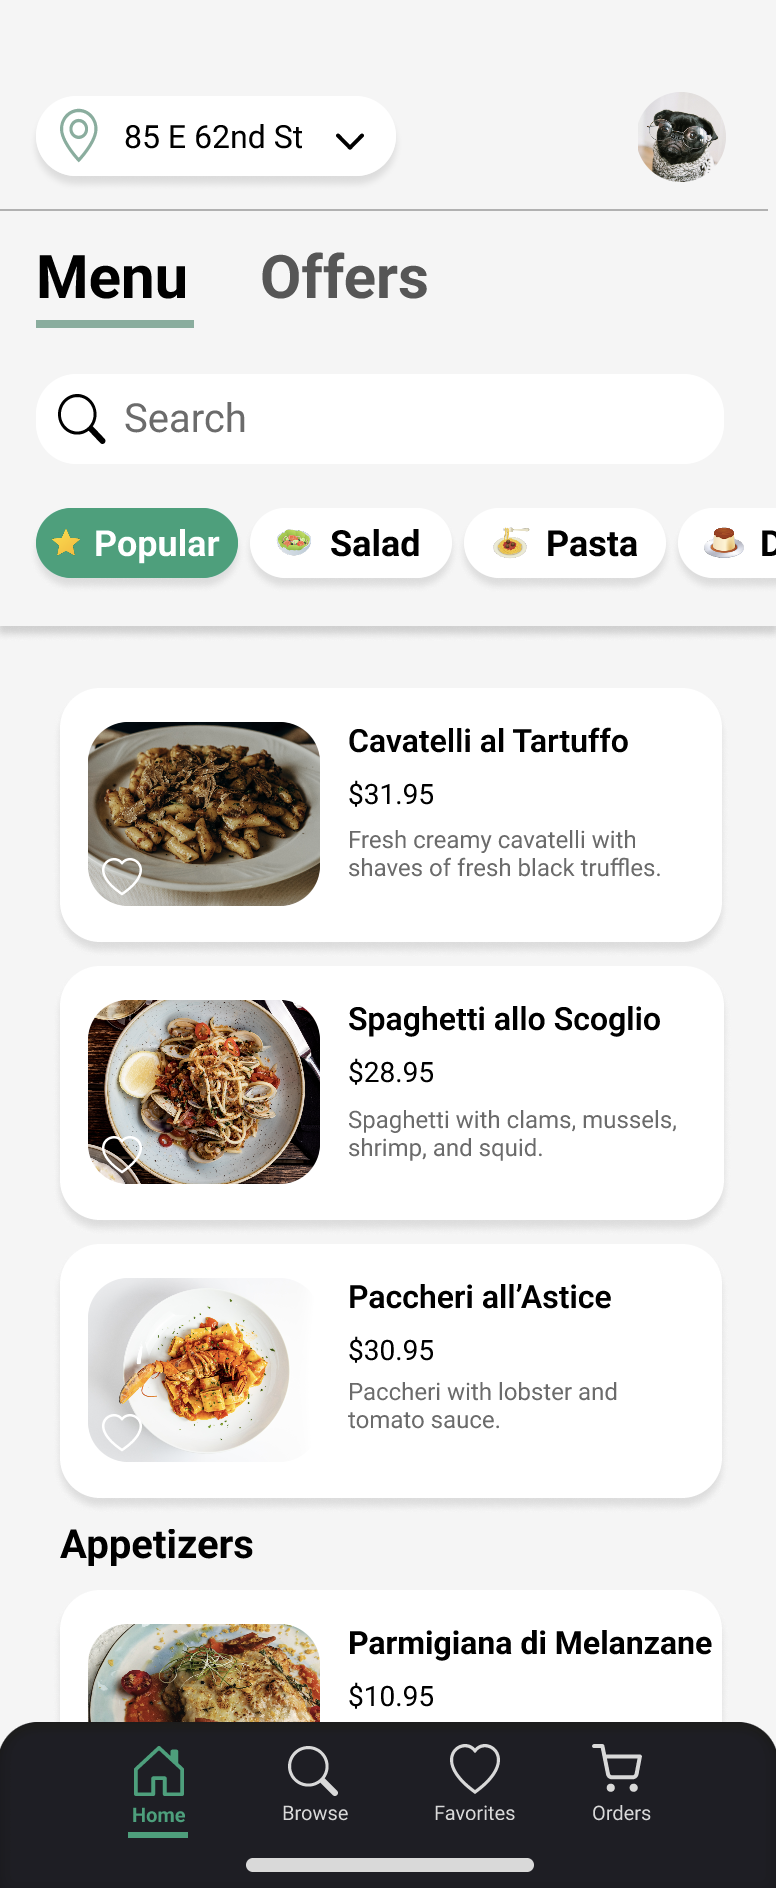 85 E 62nd St
Menu Offers
Search
Popular Salad Pasta D
Cavatelli al Tartuffo
$31.95
Fresh creamy cavatelli with
shaves of fresh black truffles.
Spaghetti allo Scoglio
$28.95
Spaghetti with clams, mussels,
shrimp, and squid.
Paccheri all’Astice
$30.95
Paccheri with lobster and
tomato sauce.
Appetizers
Parmigiana di Melanzane
$10.95
Home Browse Favorites Orders